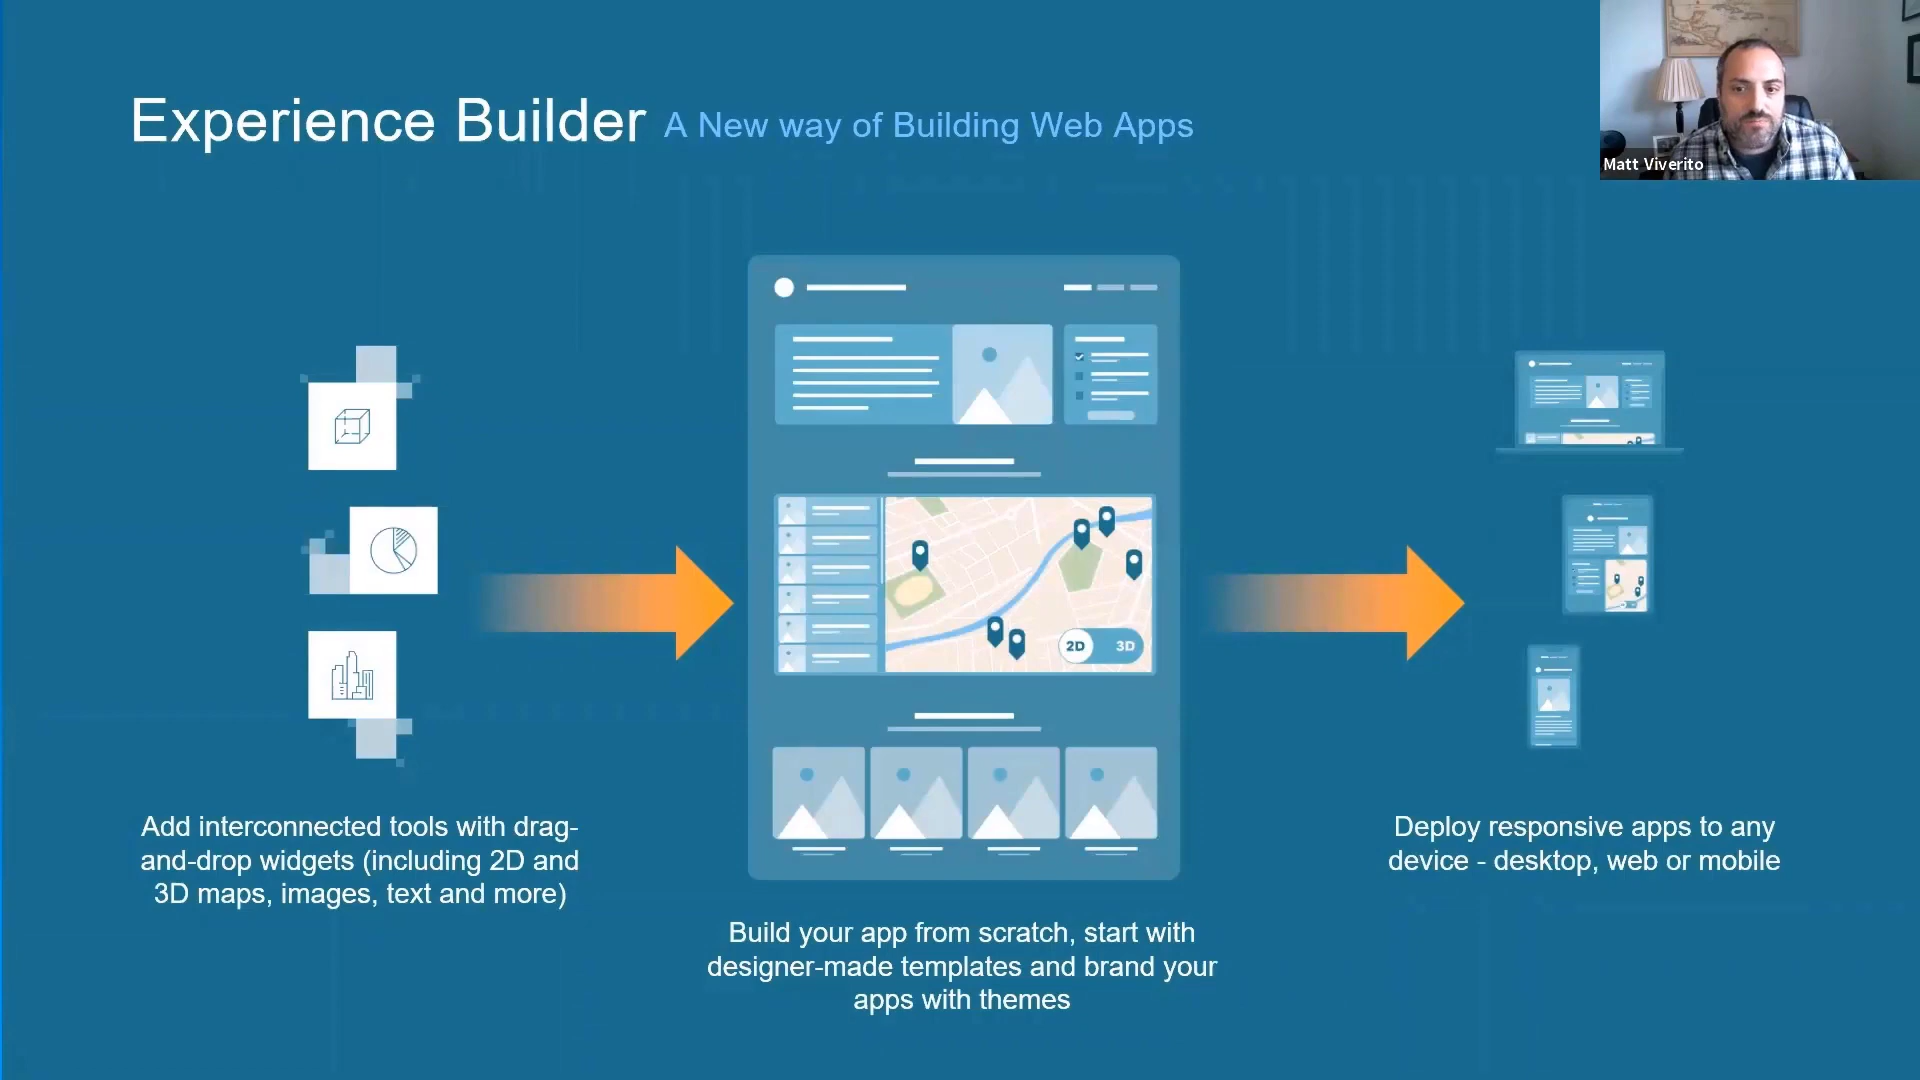 Experience Builder A New way of Building Web Apps
Matt Viverito
2D 3D
Add interconnected tools with drag-
and-drop widgets (including 2D and
3D maps, images, text and more)
Build your app from scratch, start with
designer-made templates and brand your
apps with themes
Deploy responsive apps to any
device - desktop, web or mobile